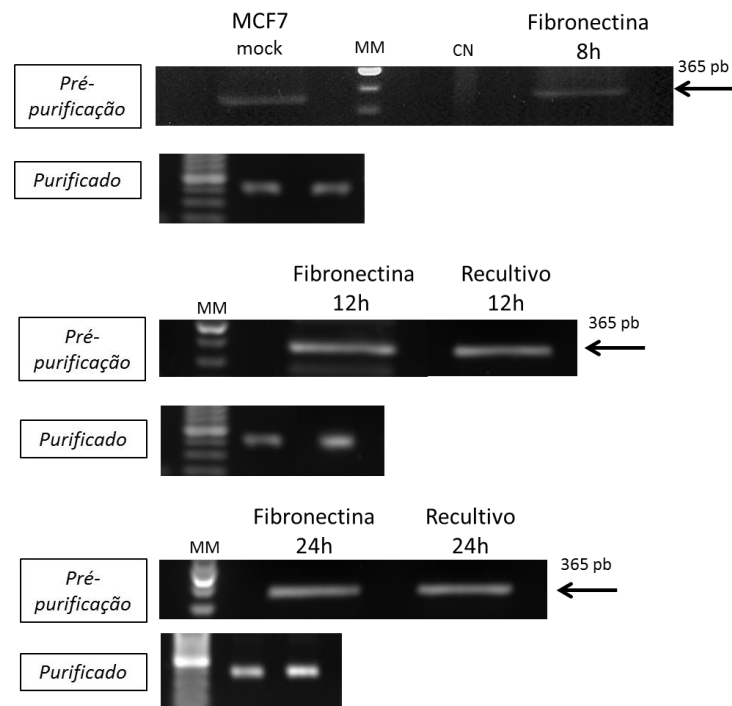 MCF7
mock
MM
CN
Fibronectina
8h
365 pb
Pré-
purificação
Purificado
Fibronectina
12h
Recultivo
12h
MM
365 pb
Pré-
purificação
Purificado
Fibronectina
24h
Recultivo
24h
MM
365 pb
Pré-
purificação
Purificado